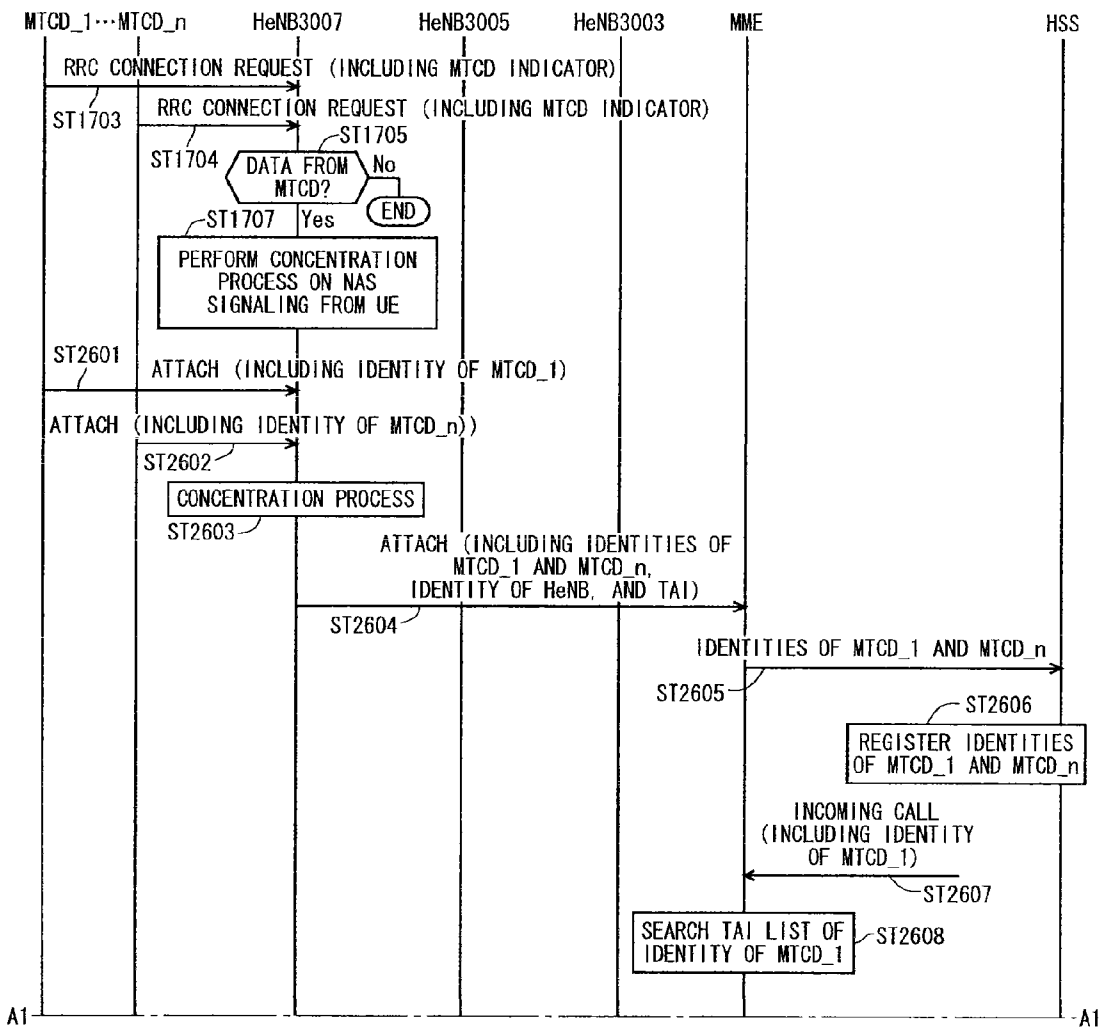 MTCD_1···MTCD_n HeNB3007 HeNB3005 HeNB3003 MME HSS
RRC CONNECTION REQUEST (INCLUDING MTCD INDICATOR)
ST1703
RRC CONNECTION REQUEST (INCLUDING MTCD INDICATOR)
ST1704
ST1705
DATA FROM
MTCD?
No
END
ST1707
Yes
PERFORM CONCENTRATION
PROCESS ON NAS
SIGNALING FROM UE
ST2601
ATTACH (INCLUDING IDENTITY OF MTCD_1)
ATTACH (INCLUDING IDENTITY OF MTCD_n))
ST2602
CONCENTRATION PROCESS
ST2603
ATTACH (INCLUDING IDENTITIES OF
MTCD_1 AND MTCD_n,
IDENTITY OF HeNB, AND TAI)
ST2604
IDENTITIES OF MTCD_1 AND MTCD_n
ST2605
ST2606
REGISTER IDENTITIES
OF MTCD_1 AND MTCD_n
INCOMING CALL
(INCLUDING IDENTITY
OF MTCD_1)
ST2607
SEARCH TAI LIST OF
IDENTITY OF MTCD_1
ST2608
A1 A1